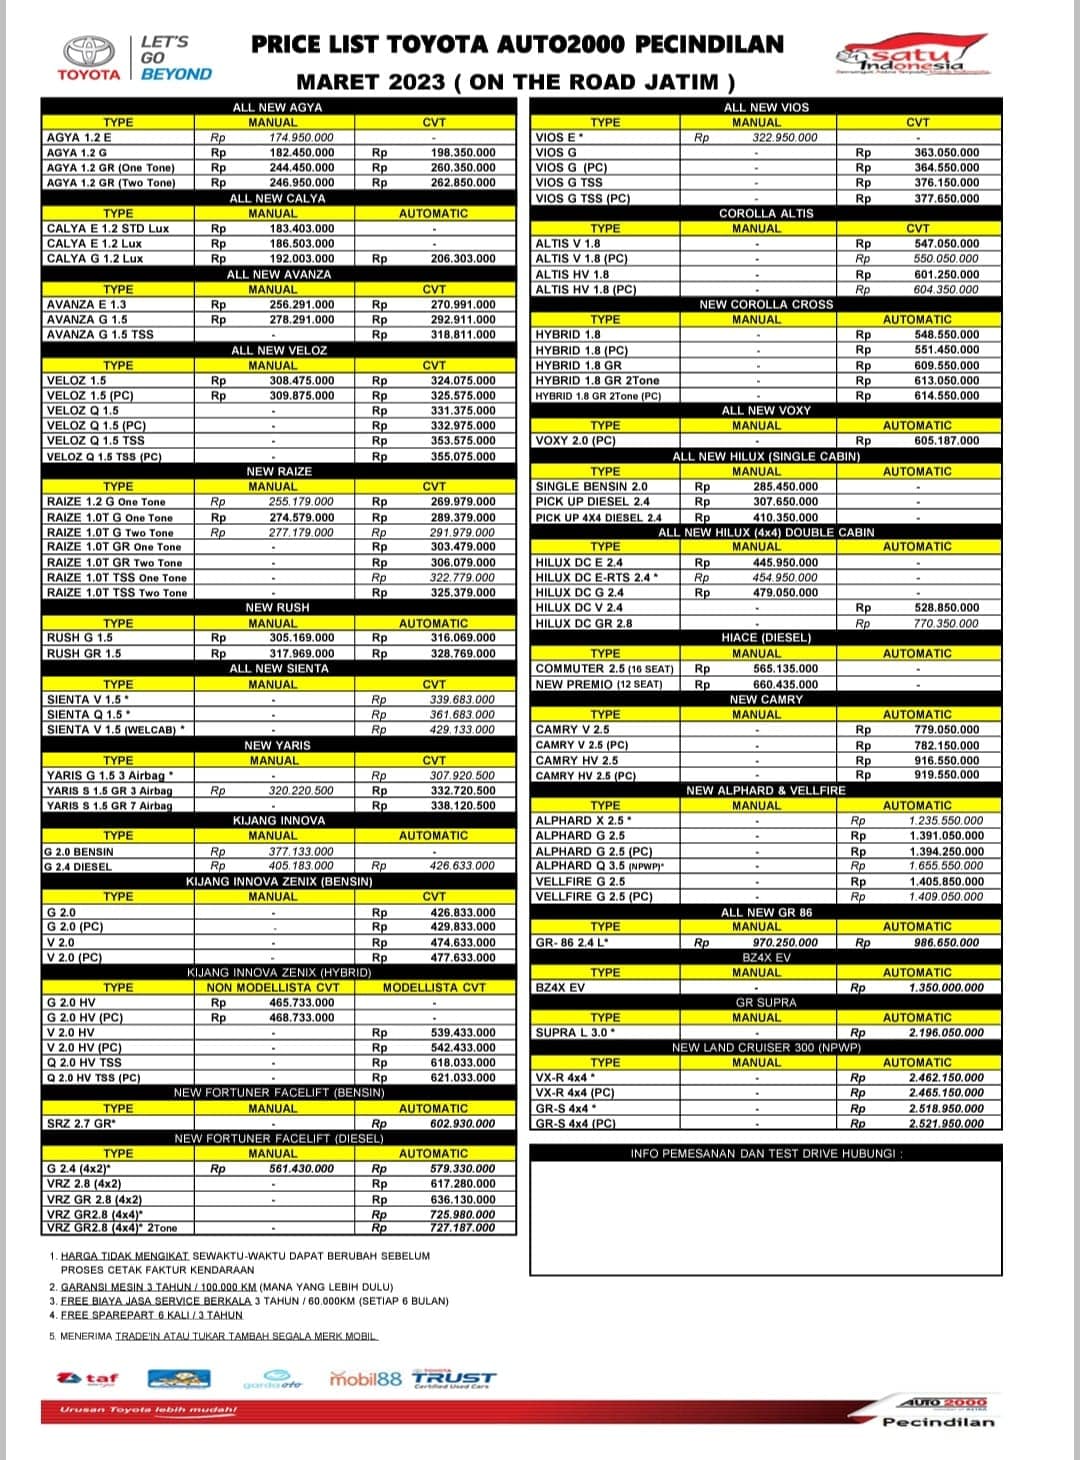 TOYOTA
LET'S
GO
BEYOND
PRICE LIST TOYOTA AUTO2000 PECINDILAN
MARET 2023 ( ON THE ROAD JATIM )
satu
Indonesia
ALL NEW AGYA
TYPE MANUAL CVT
AGYA 1.2 E Rp 174.950.000 -
AGYA 1.2 G Rp 182.450.000 Rp 198.350.000
AGYA 1.2 GR (One Tone) Rp 244.450.000 Rp 260.350.000
AGYA 1.2 GR (Two Tone) Rp 246.950.000 Rp 262.850.000
ALL NEW CALYA
TYPE MANUAL AUTOMATIC
CALYA E 1.2 STD Lux Rp 183.403.000 -
CALYA E 1.2 Lux Rp 186.503.000 -
CALYA G 1.2 Lux Rp 192.003.000 Rp 206.303.000
ALL NEW AVANZA
TYPE MANUAL CVT
AVANZA E 1.3 Rp 256.291.000 Rp 270.991.000
AVANZA G 1.5 Rp 278.291.000 Rp 292.911.000
AVANZA G 1.5 TSS - Rp 318.811.000
ALL NEW VELOZ
TYPE MANUAL CVT
VELOZ 1.5 Rp 308.475.000 Rp 324.075.000
VELOZ 1.5 (PC) Rp 309.875.000 Rp 325.575.000
VELOZ Q 1.5 - Rp 331.375.000
VELOZ Q 1.5 (PC) - Rp 332.975.000
VELOZ Q 1.5 TSS - Rp 353.575.000
VELOZ Q 1.5 TSS (PC) - Rp 355.075.000
NEW RAIZE
TYPE MANUAL CVT
RAIZE 1.2 G One Tone Rp 255.179.000 Rp 269.979.000
RAIZE 1.0T G One Tone Rp 274.579.000 Rp 289.379.000
RAIZE 1.0T G Two Tone Rp 277.179.000 Rp 291.979.000
RAIZE 1.0T GR One Tone - Rp 303.479.000
RAIZE 1.0T GR Two Tone - Rp 306.079.000
RAIZE 1.0T TSS One Tone - Rp 322.779.000
RAIZE 1.0T TSS Two Tone - Rp 325.379.000
NEW RUSH
TYPE MANUAL AUTOMATIC
RUSH G 1.5 Rp 305.169.000 Rp 316.069.000
RUSH GR 1.5 Rp 317.969.000 Rp 328.769.000
ALL NEW SIENTA
TYPE MANUAL CVT
SIENTA V 1.5 * - Rp 339.683.000
SIENTA Q 1.5 * - Rp 361.683.000
SIENTA V 1.5 (WELCAB) * - Rp 429.133.000
NEW YARIS
TYPE MANUAL CVT
YARIS G 1.5 3 Airbag * - Rp 307.920.500
YARIS S 1.5 GR 3 Airbag Rp 320.220.500 Rp 332.720.500
YARIS S 1.5 GR 7 Airbag - Rp 338.120.500
KIJANG INNOVA
TYPE MANUAL AUTOMATIC
G 2.0 BENSIN Rp 377.133.000 -
G 2.4 DIESEL Rp 405.183.000 Rp 426.633.000
KIJANG INNOVA ZENIX (BENSIN)
TYPE MANUAL CVT
G 2.0 - Rp 426.833.000
G 2.0 (PC) - Rp 429.833.000
V 2.0 - Rp 474.633.000
V 2.0 (PC) - Rp 477.633.000
KIJANG INNOVA ZENIX (HYBRID)
TYPE NON MODELLISTA CVT MODELLISTA CVT
G 2.0 HV Rp 465.733.000 -
G 2.0 HV (PC) Rp 468.733.000 -
V 2.0 HV - Rp 539.433.000
V 2.0 HV (PC) - Rp 542.433.000
Q 2.0 HV TSS - Rp 618.033.000
Q 2.0 HV TSS (PC) - Rp 621.033.000
NEW FORTUNER FACELIFT (BENSIN)
TYPE MANUAL AUTOMATIC
SRZ 2.7 GR* - Rp 602.930.000
NEW FORTUNER FACELIFT (DIESEL)
TYPE MANUAL AUTOMATIC
G 2.4 (4x2)* Rp 561.430.000 Rp 579.330.000
VRZ 2.8 (4x2) - Rp 617.280.000
VRZ GR 2.8 (4x2) - Rp 636.130.000
VRZ GR2.8 (4x4)* Rp 725.980.000
VRZ GR2.8 (4x4)* 2Tone - Rp 727.187.000
ALL NEW VIOS
TYPE MANUAL CVT
VIOS E * Rp 322.950.000 -
VIOS G - Rp 363.050.000
VIOS G (PC) - Rp 364.550.000
VIOS G TSS - Rp 376.150.000
VIOS G TSS (PC) - Rp 377.650.000
COROLLA ALTIS
TYPE MANUAL CVT
ALTIS V 1.8 - Rp 547.050.000
ALTIS V 1.8 (PC) - Rp 550.050.000
ALTIS HV 1.8 - Rp 601.250.000
ALTIS HV 1.8 (PC) - Rp 604.350.000
NEW COROLLA CROSS
TYPE MANUAL AUTOMATIC
HYBRID 1.8 - Rp 548.550.000
HYBRID 1.8 (PC) - Rp 551.450.000
HYBRID 1.8 GR - Rp 609.550.000
HYBRID 1.8 GR 2Tone - Rp 613.050.000
HYBRID 1.8 GR 2Tone (PC) - Rp 614.550.000
ALL NEW VOXY
TYPE MANUAL AUTOMATIC
VOXY 2.0 (PC) - Rp 605.187.000
ALL NEW HILUX (SINGLE CABIN)
TYPE MANUAL AUTOMATIC
SINGLE BENSIN 2.0 Rp 285.450.000 -
PICK UP DIESEL 2.4 Rp 307.650.000 -
PICK UP 4X4 DIESEL 2.4 Rp 410.350.000 -
ALL NEW HILUX (4x4) DOUBLE CABIN
TYPE MANUAL AUTOMATIC
HILUX DC E 2.4 Rp 445.950.000 -
HILUX DC E-RTS 2.4 * Rp 454.950.000 -
HILUX DC G 2.4 Rp 479.050.000 -
HILUX DC V 2.4 - Rp 528.850.000
HILUX DC GR 2.8 - Rp 770.350.000
HIACE (DIESEL)
TYPE MANUAL AUTOMATIC
COMMUTER 2.5 (16 SEAT) Rp 565.135.000 -
NEW PREMIO (12 SEAT) Rp 660.435.000 -
NEW CAMRY
TYPE MANUAL AUTOMATIC
CAMRY V 2.5 - Rp 779.050.000
CAMRY V 2.5 (PC) - Rp 782.150.000
CAMRY HV 2.5 - Rp 916.550.000
CAMRY HV 2.5 (PC) - Rp 919.550.000
NEW ALPHARD & VELLFIRE
TYPE MANUAL AUTOMATIC
ALPHARD X 2.5 * - Rp 1.235.550.000
ALPHARD G 2.5 - Rp 1.391.050.000
ALPHARD G 2.5 (PC) - Rp 1.394.250.000
ALPHARD Q 3.5 (NPWP)* - Rp 1.655.550.000
VELLFIRE G 2.5 - Rp 1.405.850.000
VELLFIRE G 2.5 (PC) - Rp 1.409.050.000
ALL NEW GR 86
TYPE MANUAL AUTOMATIC
GR- 86 2.4 L* Rp 970.250.000 Rp 986.650.000
BZ4X EV
TYPE MANUAL AUTOMATIC
BZ4X EV - Rp 1.350.000.000
GR SUPRA
TYPE MANUAL AUTOMATIC
SUPRA L 3.0 * - Rp 2.196.050.000
NEW LAND CRUISER 300 (NPWP)
TYPE MANUAL AUTOMATIC
VX-R 4x4 * - Rp 2.462.150.000
VX-R 4x4 (PC) - Rp 2.465.150.000
GR-S 4x4 * - Rp 2.518.950.000
GR-S 4x4 (PC) - Rp 2.521.950.000
INFO PEMESANAN DAN TEST DRIVE HUBUNGI :
1. HARGA TIDAK MENGIKAT, SEWAKTU-WAKTU DAPAT BERUBAH SEBELUM
PROSES CETAK FAKTUR KENDARAAN
2. GARANSI MESIN 3 TAHUN / 100.000 KM (MANA YANG LEBIH DULU)
3. FREE BIAYA JASA SERVICE BERKALA 3 TAHUN / 60.000KM (SETIAP 6 BULAN)
4. FREE SPAREPART 6 KALI / 3 TAHUN
5. MENERIMA TRADE'IN ATAU TUKAR TAMBAH SEGALA MERK MOBIL
taf
gardaoto
mobil88
TOYOTA
TRUST
Certified Used Cars
Urusan Toyota lebih mudah!
AUTO 2000
Pecindilan